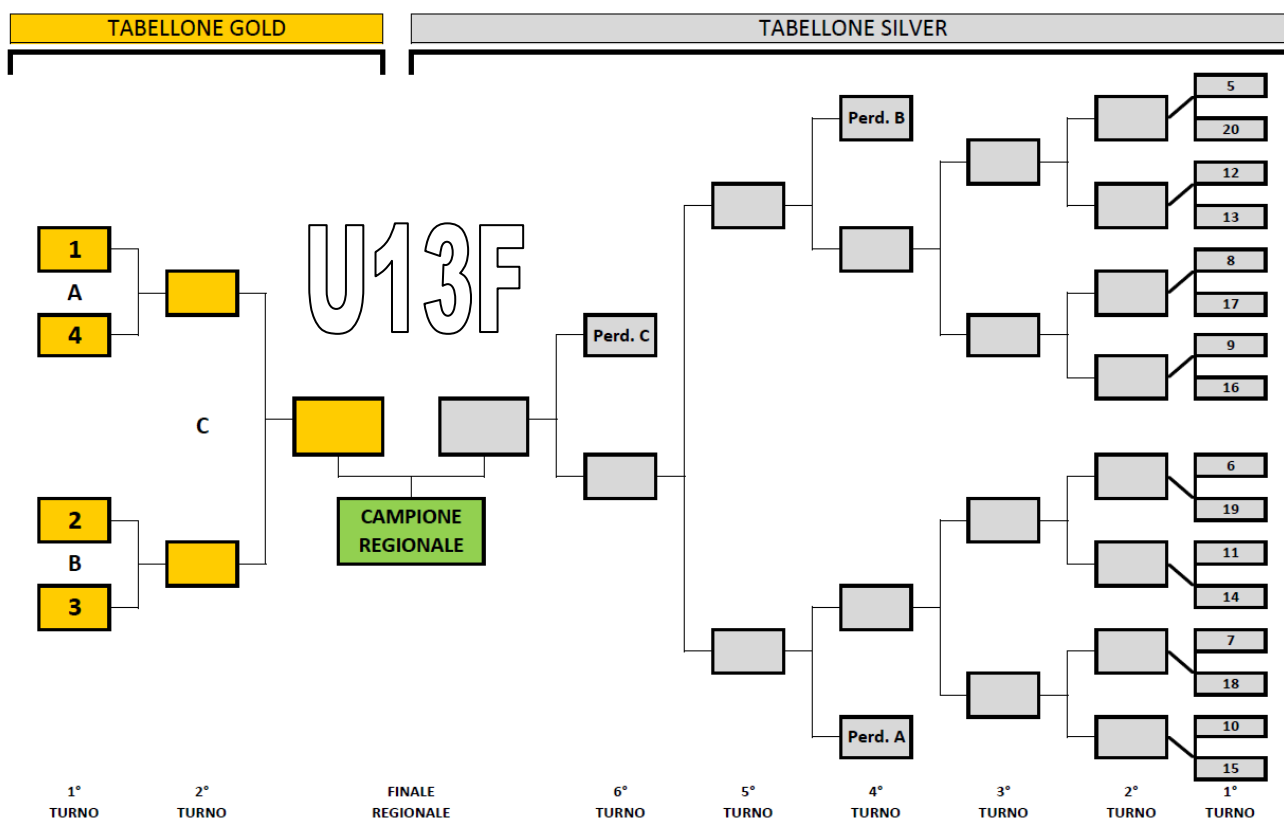 TABELLONE GOLD
TABELLONE SILVER
U13F
1
A
4
C
2
B
3
CAMPIONE
REGIONALE
Perd. C
Perd. B
Perd. A
5
20
12
13
8
17
9
16
6
19
11
14
7
18
10
15
1°
TURNO
2°
TURNO
FINALE
REGIONALE
6°
TURNO
5°
TURNO
4°
TURNO
3°
TURNO
2°
TURNO
1°
TURNO